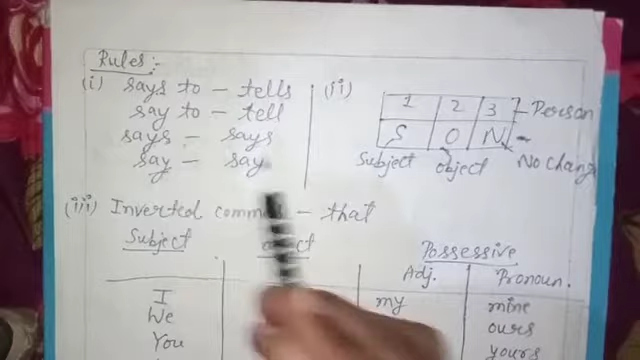 Rules:-
(i) says to - tells
say to - tell
says - says
say - say
(ii)
1 2 3 - Person
S O N -
Subject object No change
(iii) Inverted - that
Subject
Possessive
Adj. Pronoun.
I my mine
We ours
You yours